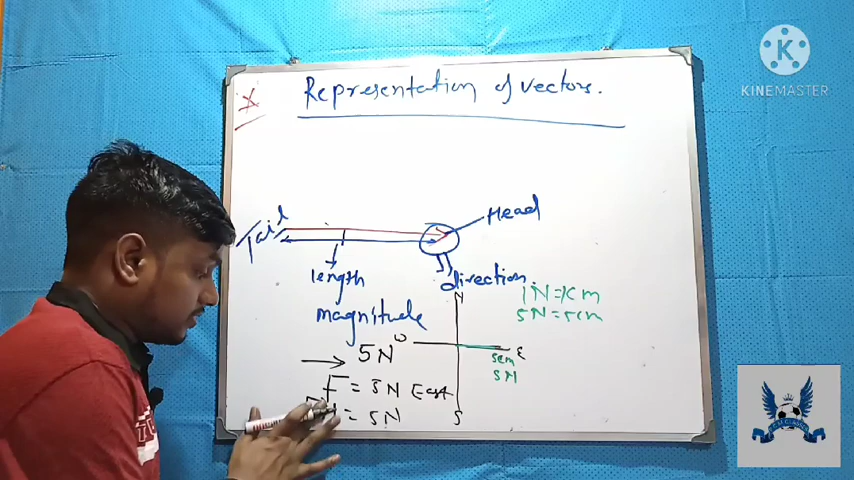 Representation of vectors.
Tail
Head
length
direction
magnitude
1N=1cm
5N=5cm
N
W
E
S
5cm
5N
5N
F = 5N East
= 5N
KINEMASTER